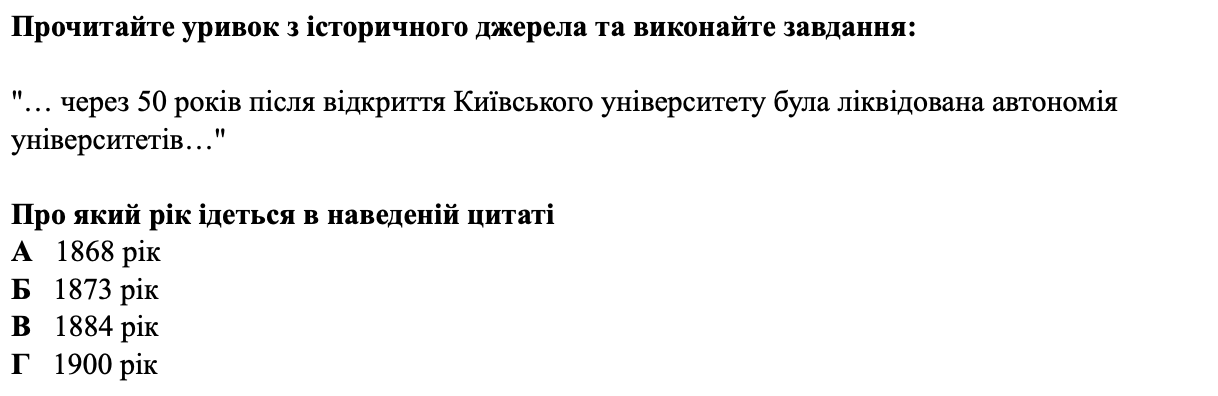 Прочитайте уривок з історичного джерела та виконайте завдання:
"… через 50 років після відкриття Київського університету була ліквідована автономія
університетів…"
Про який рік ідеться в наведеній цитаті
А 1868 рік
Б 1873 рік
В 1884 рік
Г 1900 рік